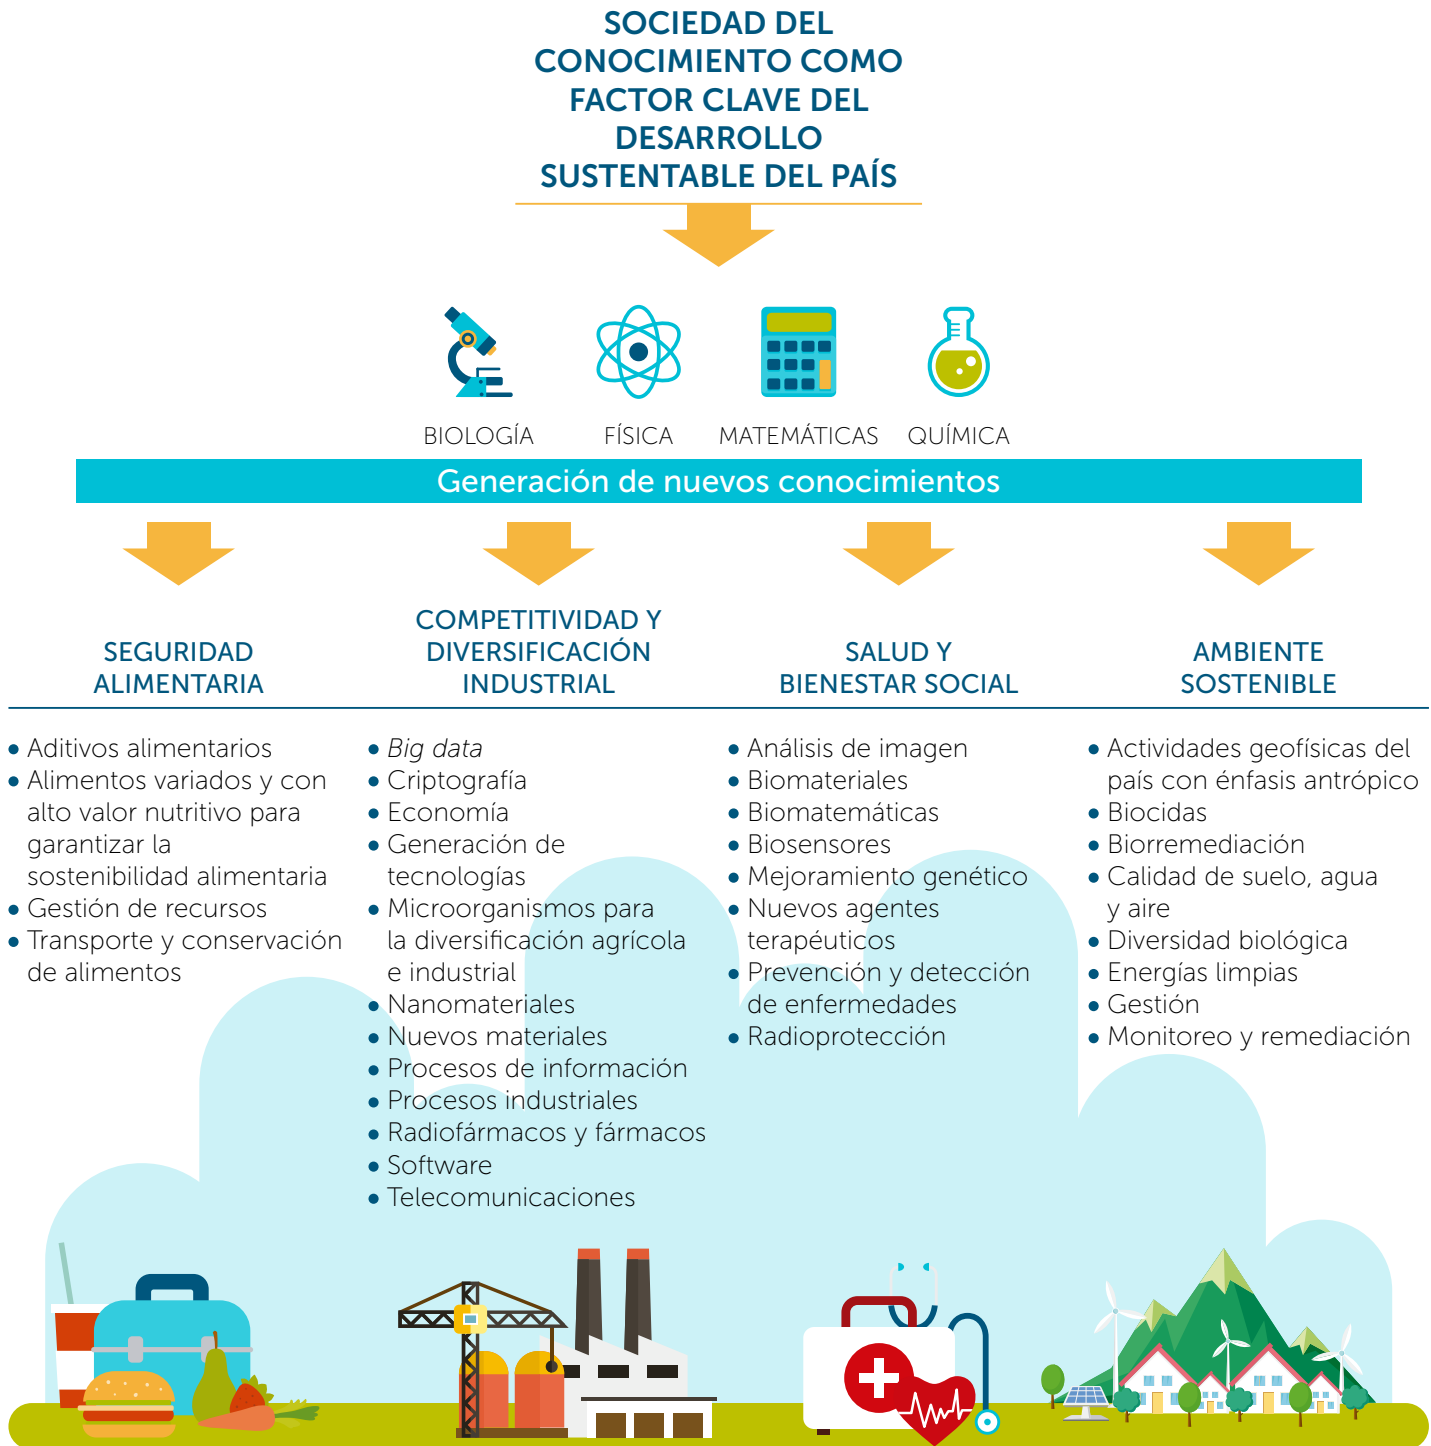 SOCIEDAD DEL
CONOCIMIENTO COMO
FACTOR CLAVE DEL
DESARROLLO
SUSTENTABLE DEL PAÍS
BIOLOGÍA
FÍSICA
MATEMÁTICAS
QUÍMICA
Generación de nuevos conocimientos
SEGURIDAD
ALIMENTARIA
• Aditivos alimentarios
• Alimentos variados y con
alto valor nutritivo para
garantizar la
sostenibilidad alimentaria
• Gestión de recursos
• Transporte y conservación
de alimentos
COMPETITIVIDAD Y
DIVERSIFICACIÓN
INDUSTRIAL
• Big data
• Criptografía
• Economía
• Generación de
tecnologías
• Microorganismos para
la diversificación agrícola
e industrial
• Nanomateriales
• Nuevos materiales
• Procesos de información
• Procesos industriales
• Radiofármacos y fármacos
• Software
• Telecomunicaciones
SALUD Y
BIENESTAR SOCIAL
• Análisis de imagen
• Biomateriales
• Biomatemáticas
• Biosensores
• Mejoramiento genético
• Nuevos agentes
terapéuticos
• Prevención y detección
de enfermedades
• Radioprotección
AMBIENTE
SOSTENIBLE
• Actividades geofísicas del
país con énfasis antrópico
• Biocidas
• Biorremediación
• Calidad de suelo, agua
y aire
• Diversidad biológica
• Energías limpias
• Gestión
• Monitoreo y remediación